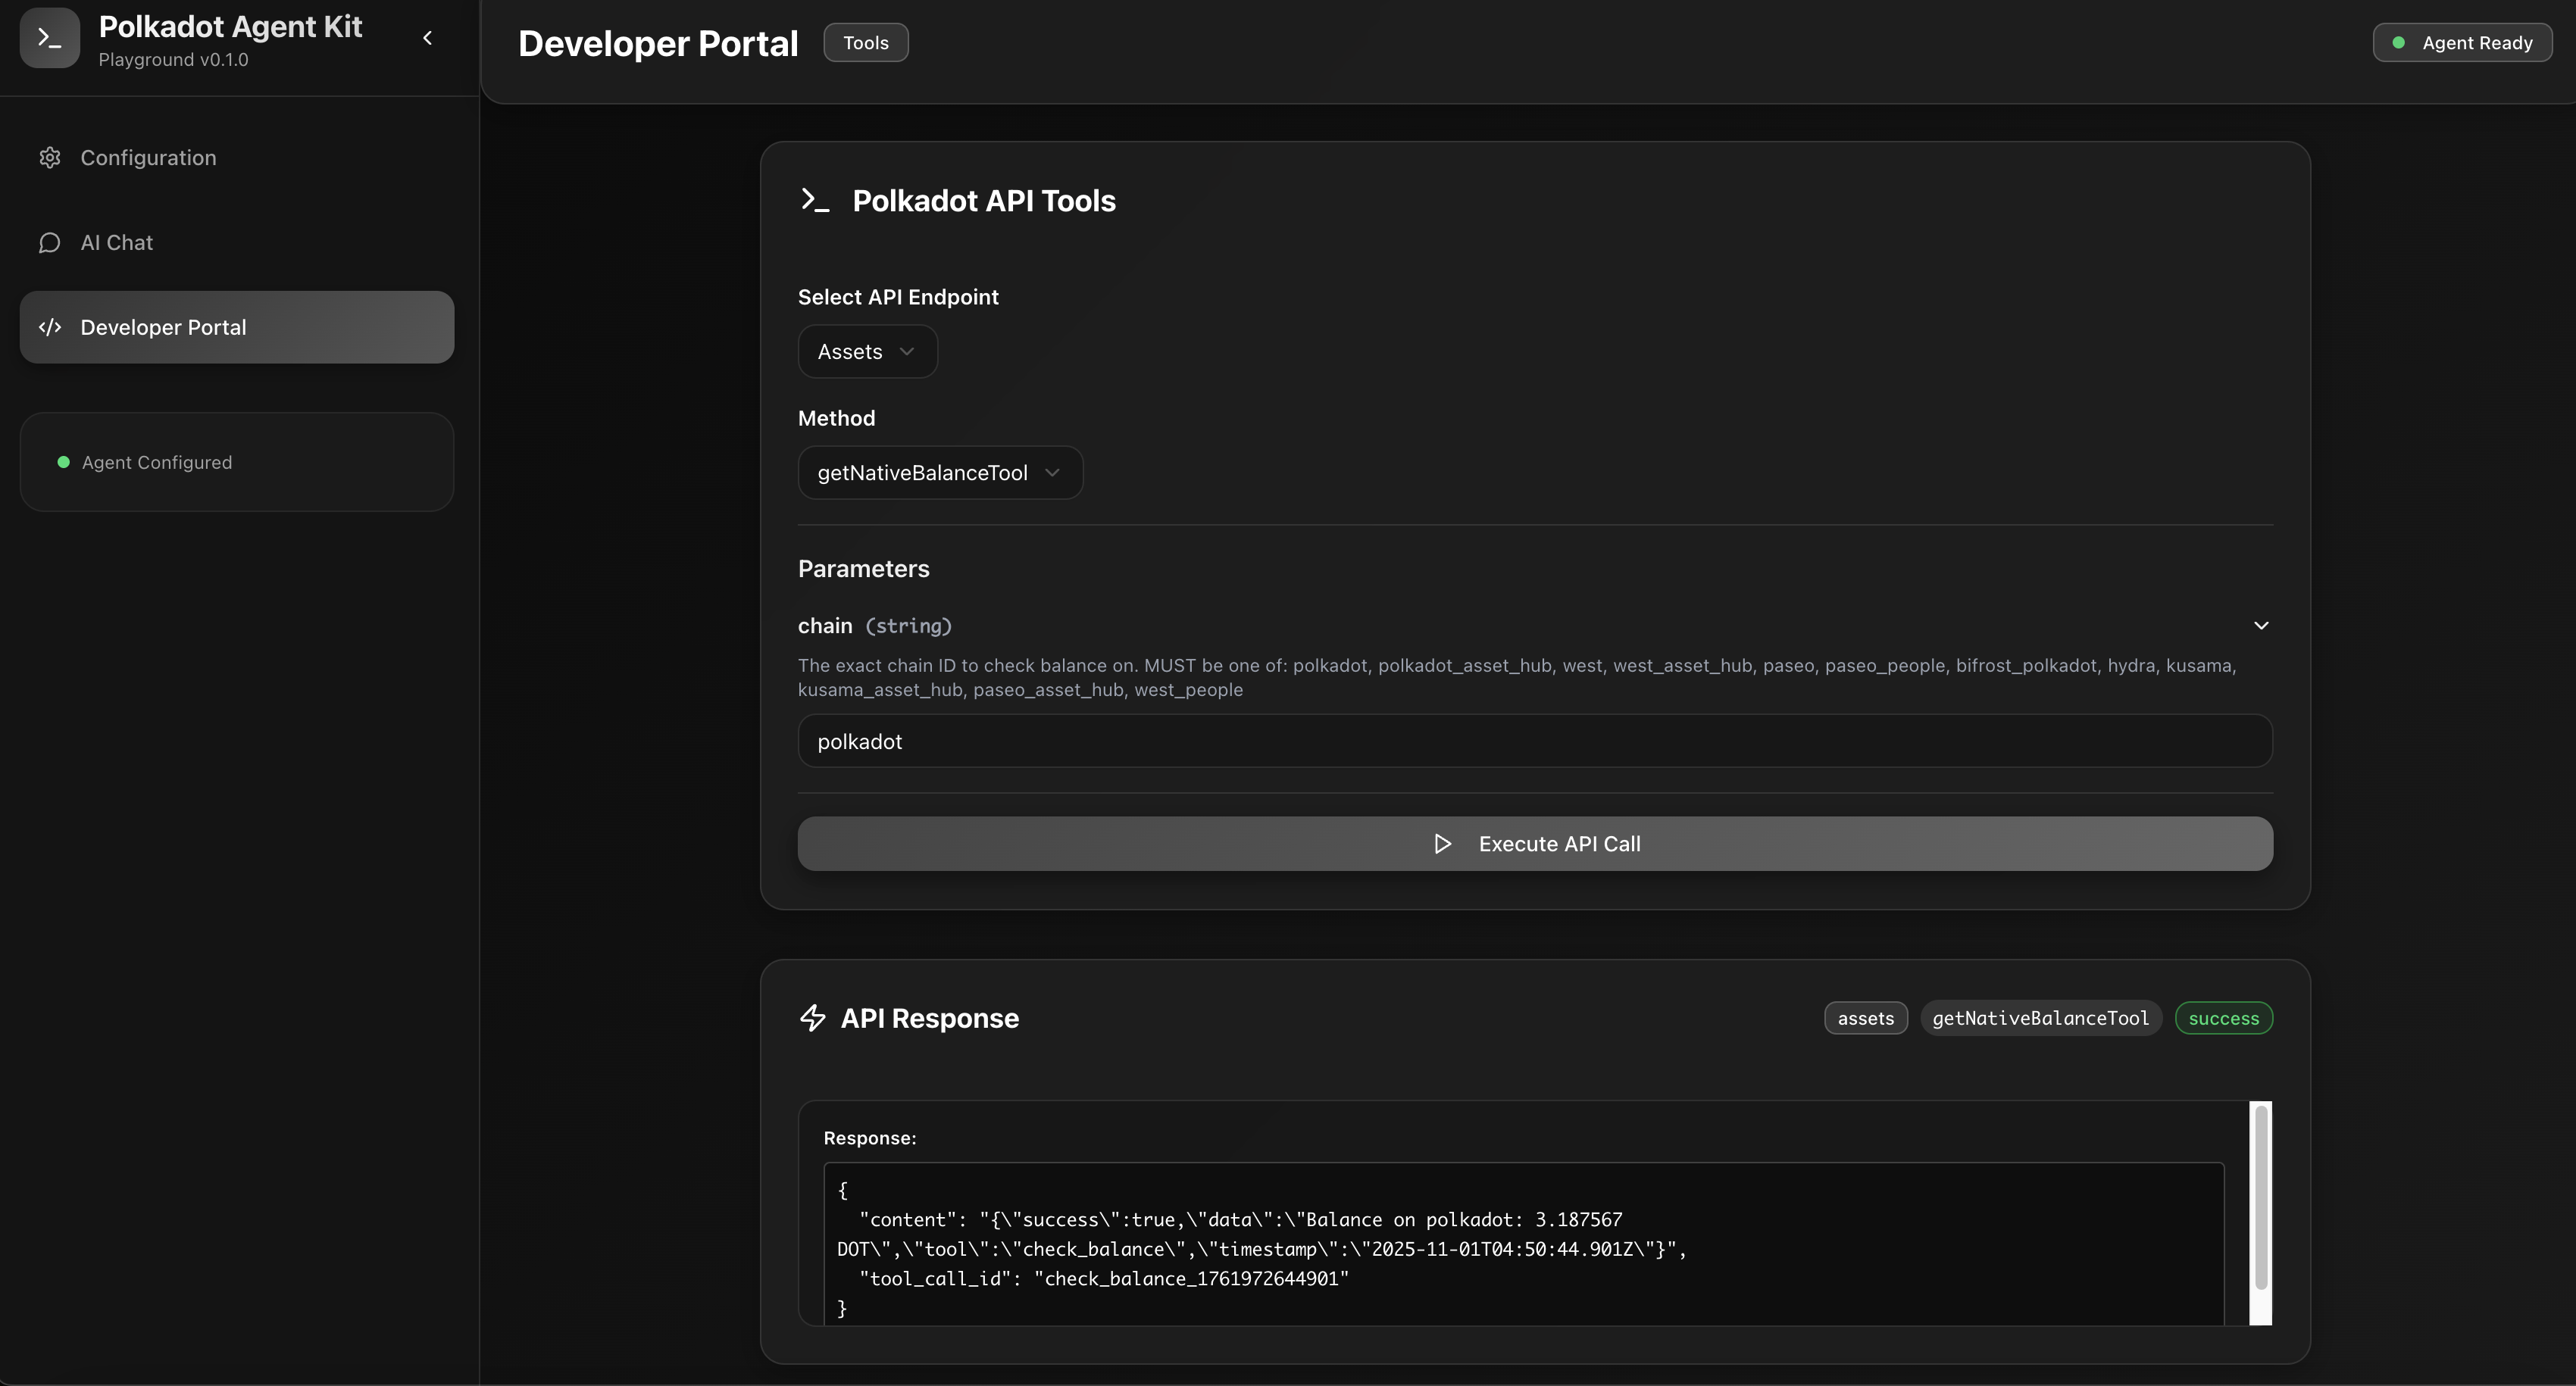 Polkadot Agent Kit
Playground v0.1.0
Configuration
AI Chat
Developer Portal
Agent Configured
Developer Portal
Tools
Agent Ready
Polkadot API Tools
Select API Endpoint
Assets
Method
getNativeBalanceTool
Parameters
chain (string)
The exact chain ID to check balance on. MUST be one of: polkadot, polkadot_asset_hub, west, west_asset_hub, paseo, paseo_people, bifrost_polkadot, hydra, kusama,
kusama_asset_hub, paseo_asset_hub, west_people
polkadot
Execute API Call
API Response
assets
getNativeBalanceTool
success
Response:
{
"content": "{\"success\":true,\"data\":\"Balance on polkadot: 3.187567
DOT\",\"tool\":\"check_balance\",\"timestamp\":\"2025-11-01T04:50:44.901Z\"}",
"tool_call_id": "check_balance_1761972644901"
}